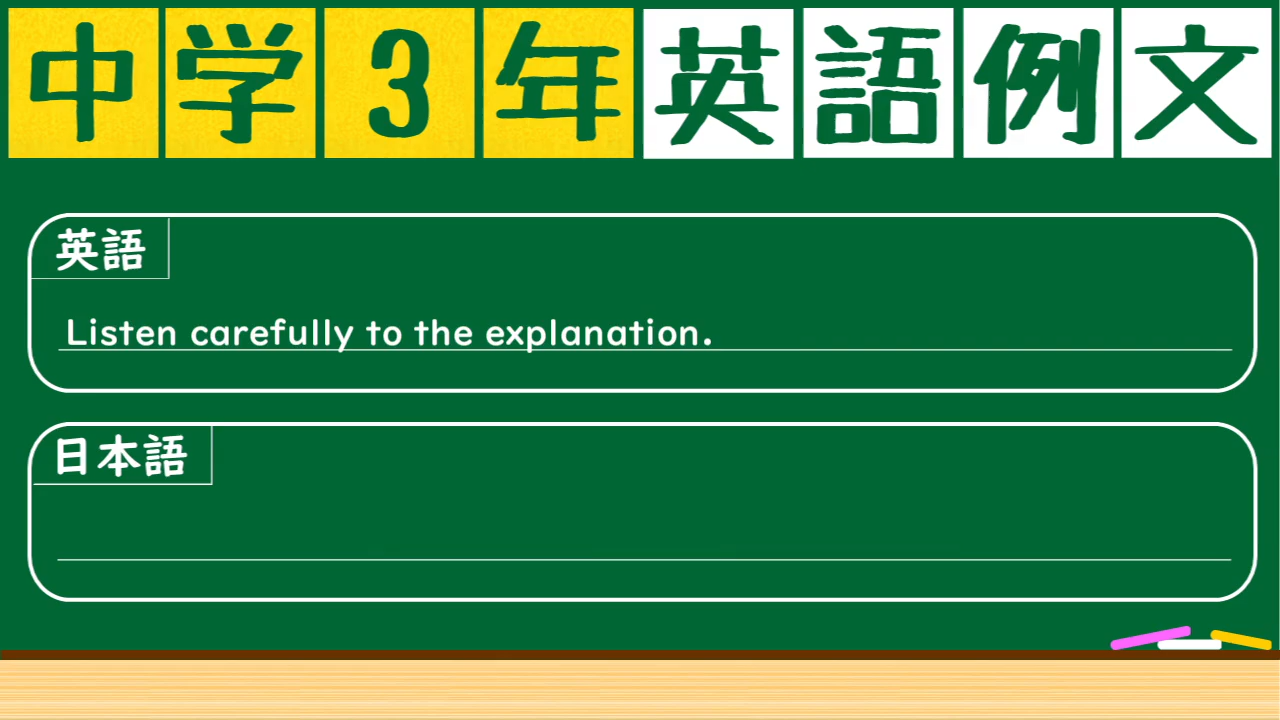 中学3年英語例文
英語
Listen carefully to the explanation.
日本語